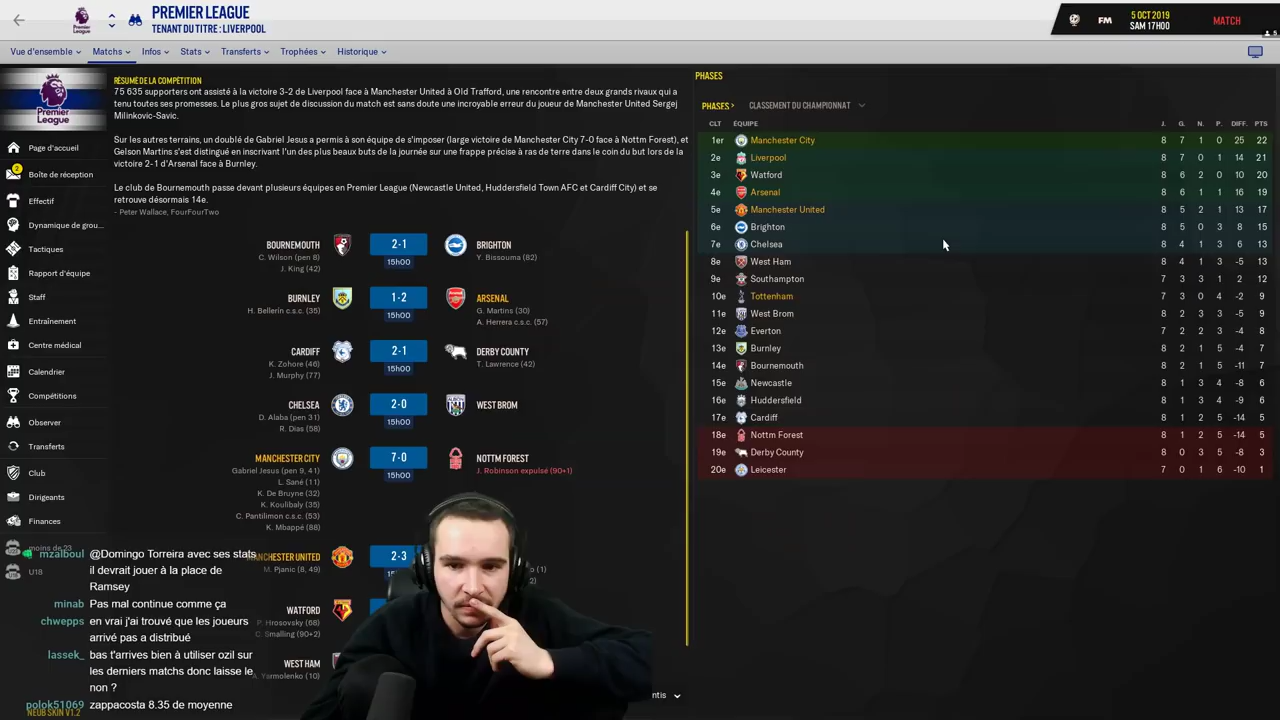 PREMIER LEAGUE
TENANT DU TITRE : LIVERPOOL
FM
5 OCT 2019
SAM 17H00
MATCH
5
Vue d'ensemble
Matchs
Infos
Stats
Transferts
Trophées
Historique
Premier League
Page d'accueil
2
Boîte de réception
Effectif
Dynamique de grou...
Tactiques
Rapport d'équipe
Staff
Entraînement
Centre médical
Calendrier
Compétitions
Observer
Transferts
Club
Dirigeants
Finances
moins de 23
U18
RÉSUMÉ DE LA COMPÉTITION
75 635 supporters ont assisté à la victoire 3-2 de Liverpool face à Manchester United à Old Trafford, une rencontre entre deux grands rivaux qui a
tenu toutes ses promesses. Le plus gros sujet de discussion du match est sans doute une incroyable erreur du joueur de Manchester United Sergej
Milinkovic-Savic.
Sur les autres terrains, un doublé de Gabriel Jesus a permis à son équipe de s'imposer (large victoire de Manchester City 7-0 face à Nottm Forest), et
Gelson Martins s'est distingué en inscrivant l'un des plus beaux buts de la journée sur une frappe précise à ras de terre dans le coin du but lors de la
victoire 2-1 d'Arsenal face à Burnley.
Le club de Bournemouth passe devant plusieurs équipes en Premier League (Newcastle United, Huddersfield Town AFC et Cardiff City) et se
retrouve désormais 14e.
- Peter Wallace, FourFourTwo
BOURNEMOUTH 2-1 BRIGHTON
C. Wilson (pen 8) 15h00 Y. Bissouma (82)
J. King (42)
BURNLEY 1-2 ARSENAL
H. Bellerín c.s.c. (35) 15h00 G. Martins (30)
A. Herrera c.s.c. (57)
CARDIFF 2-1 DERBY COUNTY
K. Zohore (46) 15h00 T. Lawrence (42)
J. Murphy (77)
CHELSEA 2-0 WEST BROM
D. Alaba (pen 31) 15h00
R. Dias (58)
MANCHESTER CITY 7-0 NOTTM FOREST
Gabriel Jesus (pen 9, 41) 15h00 J. Robinson expulsé (90+1)
L. Sané (11)
K. De Bruyne (32)
K. Koulibaly (35)
C. Pantilimon c.s.c. (53)
K. Mbappé (88)
MANCHESTER UNITED 2-3
M. Pjanic (8, 49)
WATFORD
P. Hrosovsky (68)
C. Smalling (90+2)
WEST HAM
A. Yarmolenko (10)
PHASES
PHASES > CLASSEMENT DU CHAMPIONNAT
CLT ÉQUIPE J. G. N. P. DIFF. PTS
1er Manchester City 8 7 1 0 25 22
2e Liverpool 8 7 0 1 14 21
3e Watford 8 6 2 0 10 20
4e Arsenal 8 6 1 1 16 19
5e Manchester United 8 5 2 1 13 17
6e Brighton 8 5 0 3 8 15
7e Chelsea 8 4 1 3 6 13
8e West Ham 8 4 1 3 -5 13
9e Southampton 7 3 3 1 2 12
10e Tottenham 7 3 0 4 -2 9
11e West Brom 8 2 3 3 -5 9
12e Everton 7 2 2 3 -4 8
13e Burnley 8 2 1 5 -4 7
14e Bournemouth 8 2 1 5 -11 7
15e Newcastle 8 1 3 4 -8 6
16e Huddersfield 8 1 3 4 -9 6
17e Cardiff 8 1 2 5 -14 5
18e Nottm Forest 8 1 2 5 -14 5
19e Derby County 8 0 3 5 -8 3
20e Leicester 7 0 1 6 -10 1
mzalboul @Domingo Torreira avec ses stats
il devrait jouer à la place de
Ramsey
minab Pas mal continue comme ça
chwepps en vrai j'ai trouvé que les joueurs
arrivé pas a distribué
lassek_ bas t'arrives bien à utiliser ozil sur
les derniers matchs donc laisse le
non ?
polok51069 zappacosta 8.35 de moyenne
NEUB SKIN V1.2